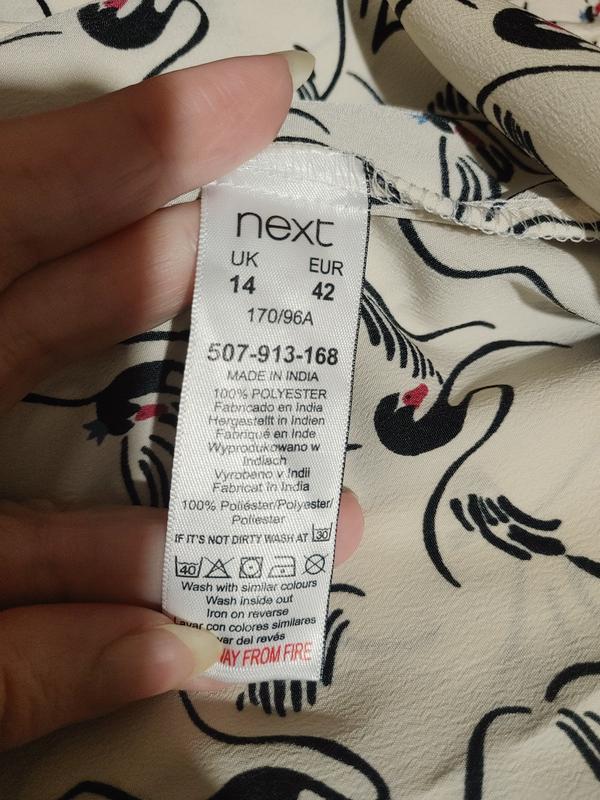 next
UK EUR
14 42
170/96A
507-913-168
MADE IN INDIA
100% POLYESTER
Fabricado en India
Hergestellt in Indien
Fabriqué en Inde
Wyprodukowano w
Indiach
Vyrobeno v Indii
Fabricat în India
100% Poliéster/Polyester/
Poliester
IF IT'S NOT DIRTY WASH AT 30
40
Wash with similar colours
Wash inside out
Iron on reverse
Lavar con colores similares
var del revés
WAY FROM FIRE